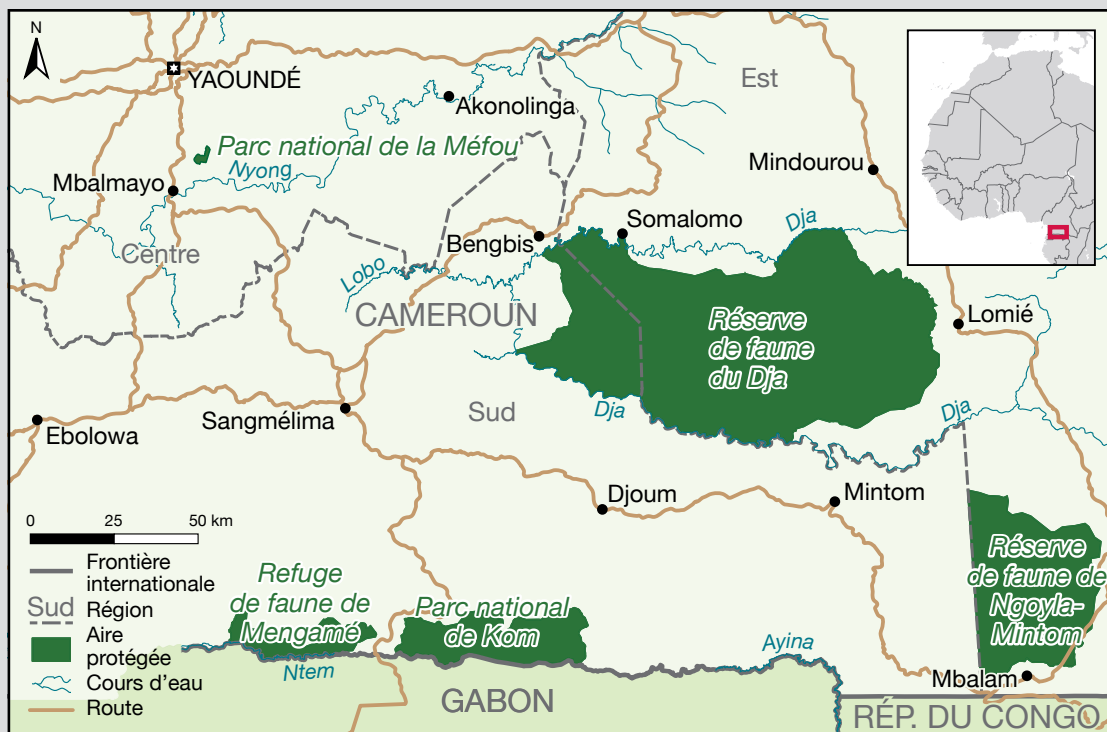 N
YAOUNDÉ
Akonolinga
Est
Parc national de la Méfou
Nyong
Mindourou
Mbalmayo
Somalomo
Dja
Bengbis
Centre
Lobo
CAMEROUN
Réserve
de faune
du Dja
Lomié
Sangmélima
Sud
Dja
Dja
Ebolowa
Djoum
Mintom
0 25 50 km
Frontière
internationale
Sud Région
Aire
protégée
Cours d'eau
Route
Refuge
de faune de
Mengamé
Parc national
de Kom
Réserve
de faune de
Ngoyla-
Mintom
Ntem
Ayina
Mbalam
GABON
RÉP. DU CONGO